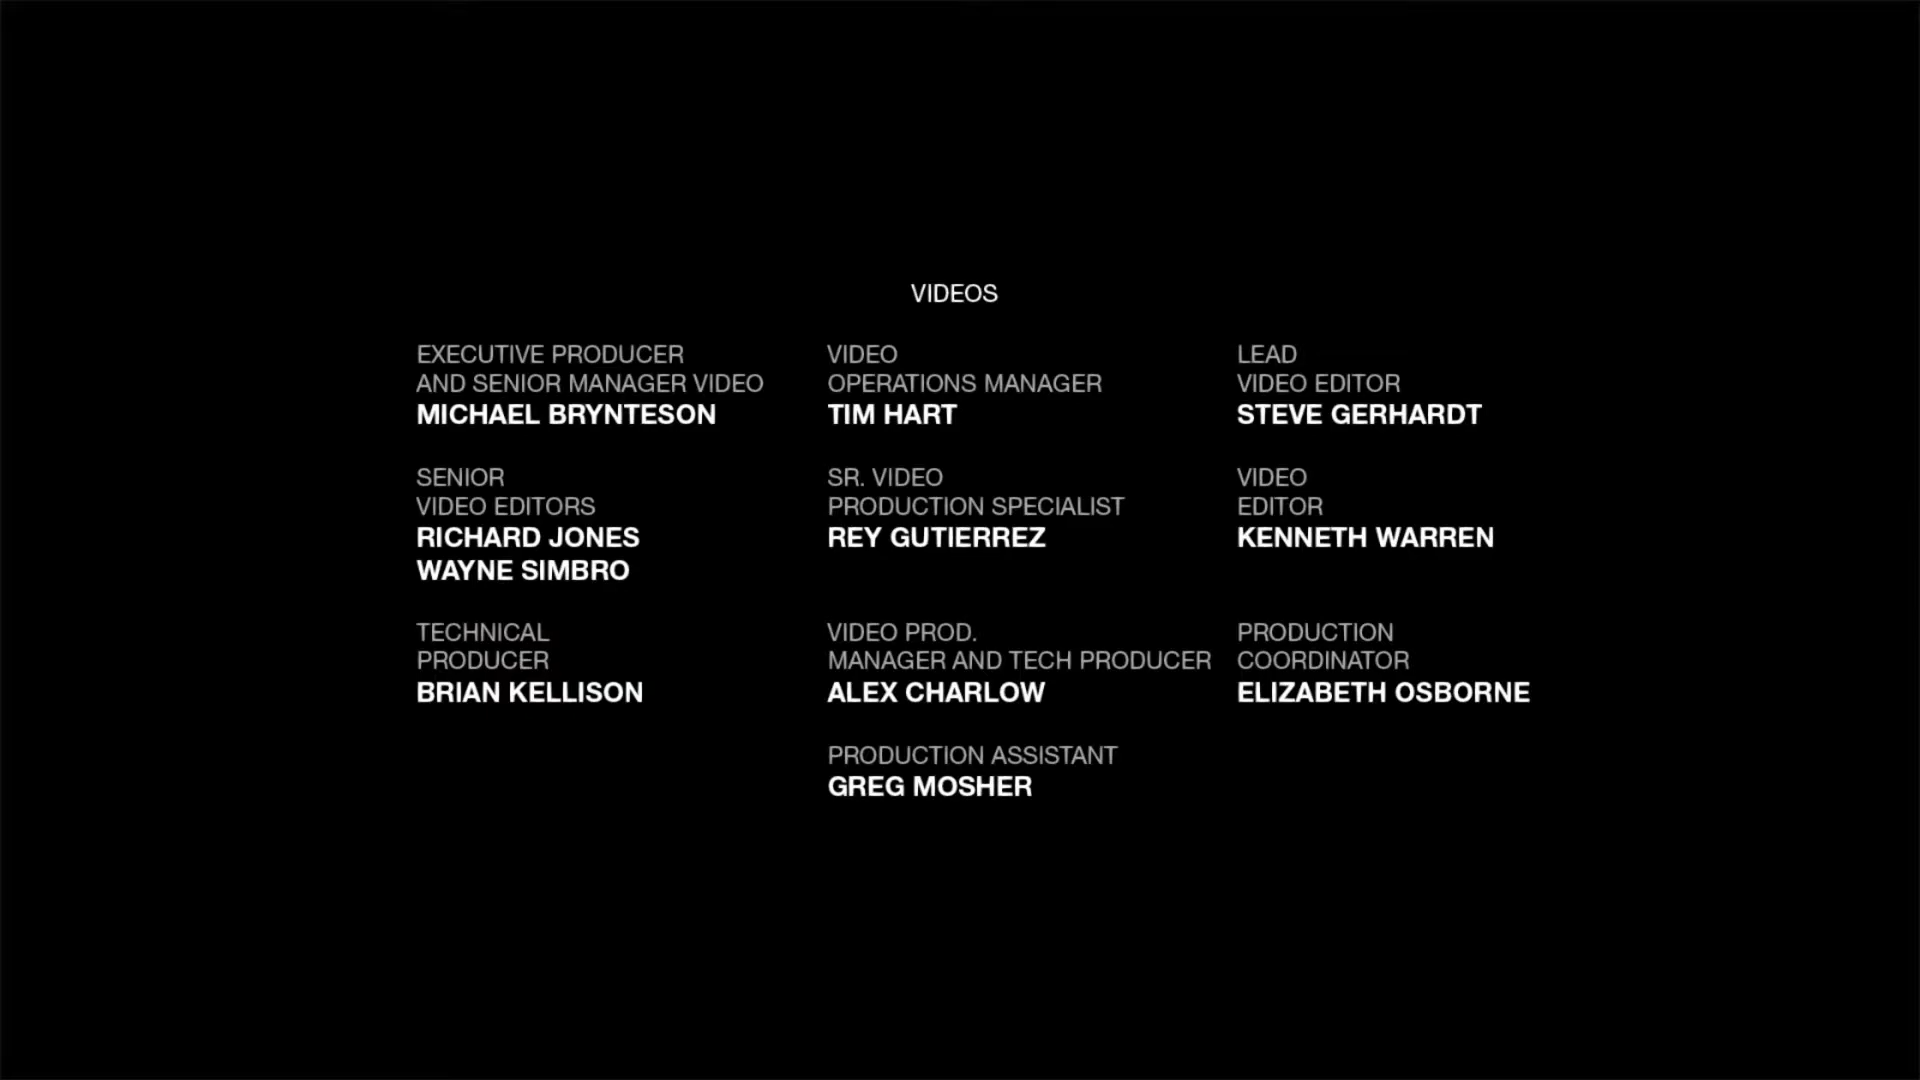 VIDEOS
EXECUTIVE PRODUCER
AND SENIOR MANAGER VIDEO
MICHAEL BRYNTESON
VIDEO
OPERATIONS MANAGER
TIM HART
LEAD
VIDEO EDITOR
STEVE GERHARDT
SENIOR
VIDEO EDITORS
RICHARD JONES
WAYNE SIMBRO
SR. VIDEO
PRODUCTION SPECIALIST
REY GUTIERREZ
VIDEO
EDITOR
KENNETH WARREN
TECHNICAL
PRODUCER
BRIAN KELLISON
VIDEO PROD.
MANAGER AND TECH PRODUCER
ALEX CHARLOW
PRODUCTION
COORDINATOR
ELIZABETH OSBORNE
PRODUCTION ASSISTANT
GREG MOSHER